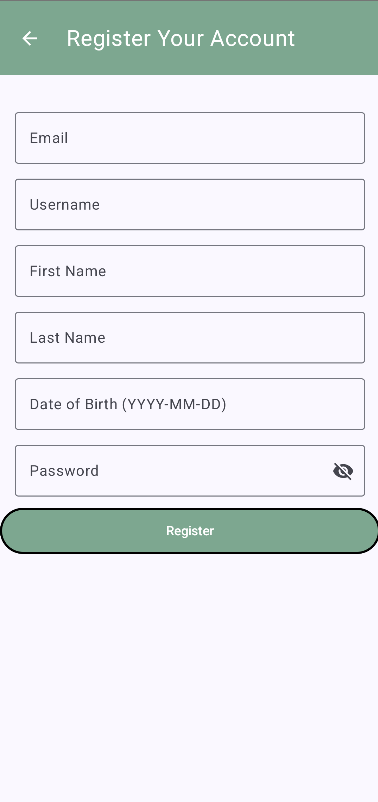 Register Your Account
Email
Username
First Name
Last Name
Date of Birth (YYYY-MM-DD)
Password
Register